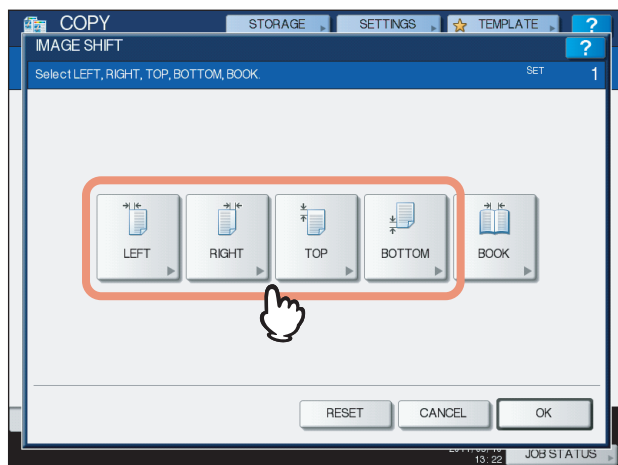 COPY
STORAGE
SETTINGS
TEMPLATE
?
IMAGE SHIFT
?
Select LEFT, RIGHT, TOP, BOTTOM, BOOK.
SET 1
LEFT
RIGHT
TOP
BOTTOM
BOOK
RESET
CANCEL
OK
13: 22
JOB STATUS